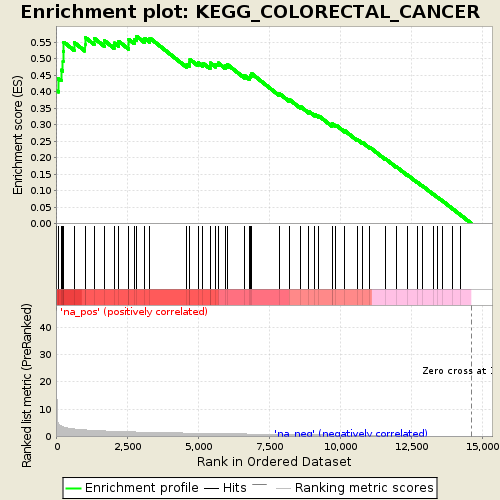 Enrichment plot: KEGG_COLORECTAL_CANCER
Enrichment score (ES)
0.55
0.50
0.45
0.40
0.35
0.30
0.25
0.20
0.15
0.10
0.05
0.00
'na_pos' (positively correlated)
Ranked list metric (PreRanked)
40
30
20
10
0
Zero cross at
'na_neg' (negatively correlated)
0 2,500 5,000 7,500 10,000 12,500 15,000
Rank in Ordered Dataset
Enrichment profile Hits Ranking metric scores